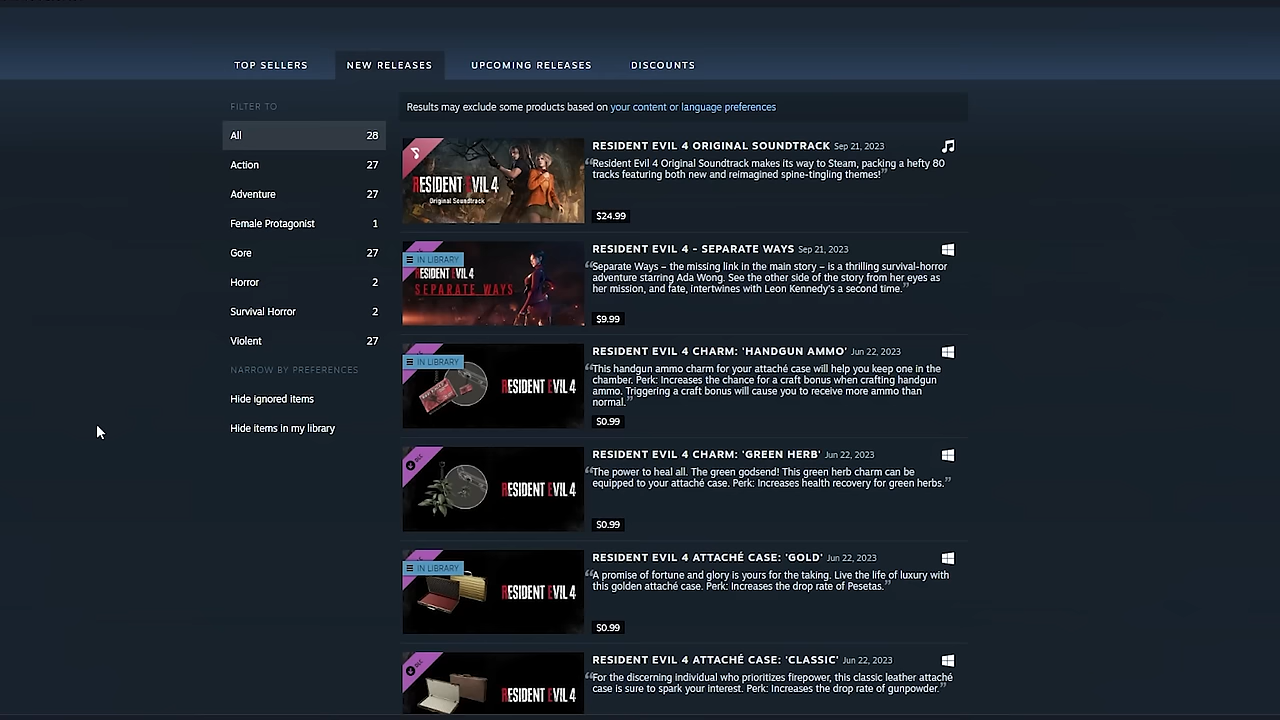 TOP SELLERS NEW RELEASES UPCOMING RELEASES DISCOUNTS
FILTER TO
All 28
Action 27
Adventure 27
Female Protagonist 1
Gore 27
Horror 2
Survival Horror 2
Violent 27
NARROW BY PREFERENCES
Hide ignored items
Hide items in my library
Results may exclude some products based on your content or language preferences
RESIDENT EVIL 4
Original Soundtrack
RESIDENT EVIL 4 ORIGINAL SOUNDTRACK Sep 21, 2023
“Resident Evil 4 Original Soundtrack makes its way to Steam, packing a hefty 80
tracks featuring both new and reimagined spine-tingling themes!”
$24.99
IN LIBRARY
RESIDENT EVIL 4
SEPARATE WAYS
RESIDENT EVIL 4 - SEPARATE WAYS Sep 21, 2023
“Separate Ways – the missing link in the main story – is a thrilling survival-horror
adventure starring Ada Wong. See the other side of the story from her eyes as
her mission, and fate, intertwines with Leon Kennedy's a second time.”
$9.99
IN LIBRARY
RESIDENT EVIL 4
RESIDENT EVIL 4 CHARM: 'HANDGUN AMMO' Jun 22, 2023
“This handgun ammo charm for your attaché case will help you keep one in the
chamber. Perk: Increases the chance for a craft bonus when crafting handgun
ammo. Triggering a craft bonus will cause you to receive more ammo than
normal.”
$0.99
DLC
RESIDENT EVIL 4
RESIDENT EVIL 4 CHARM: 'GREEN HERB' Jun 22, 2023
“The power to heal all. The green godsend! This green herb charm can be
equipped to your attaché case. Perk: Increases health recovery for green herbs.”
$0.99
IN LIBRARY
RESIDENT EVIL 4
RESIDENT EVIL 4 ATTACHÉ CASE: 'GOLD' Jun 22, 2023
“A promise of fortune and glory is yours for the taking. Live the life of luxury with
this golden attaché case. Perk: Increases the drop rate of Pesetas.”
$0.99
DLC
RESIDENT EVIL 4
RESIDENT EVIL 4 ATTACHÉ CASE: 'CLASSIC' Jun 22, 2023
“For the discerning individual who prioritizes firepower, this classic leather attaché
case is sure to spark your interest. Perk: Increases the drop rate of gunpowder.”